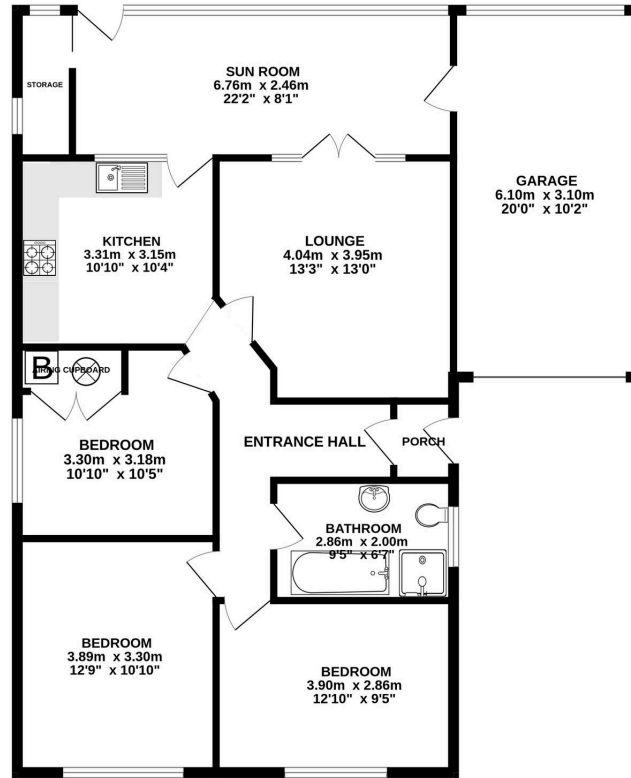 STORAGE
SUN ROOM
6.76m x 2.46m
22'2" x 8'1"
GARAGE
6.10m x 3.10m
20'0" x 10'2"
KITCHEN
3.31m x 3.15m
10'10" x 10'4"
LOUNGE
4.04m x 3.95m
13'3" x 13'0"
B
AIRING CUPBOARD
BEDROOM
3.30m x 3.18m
10'10" x 10'5"
ENTRANCE HALL
PORCH
BATHROOM
2.86m x 2.00m
9'5" x 6'7"
BEDROOM
3.89m x 3.30m
12'9" x 10'10"
BEDROOM
3.90m x 2.86m
12'10" x 9'5"